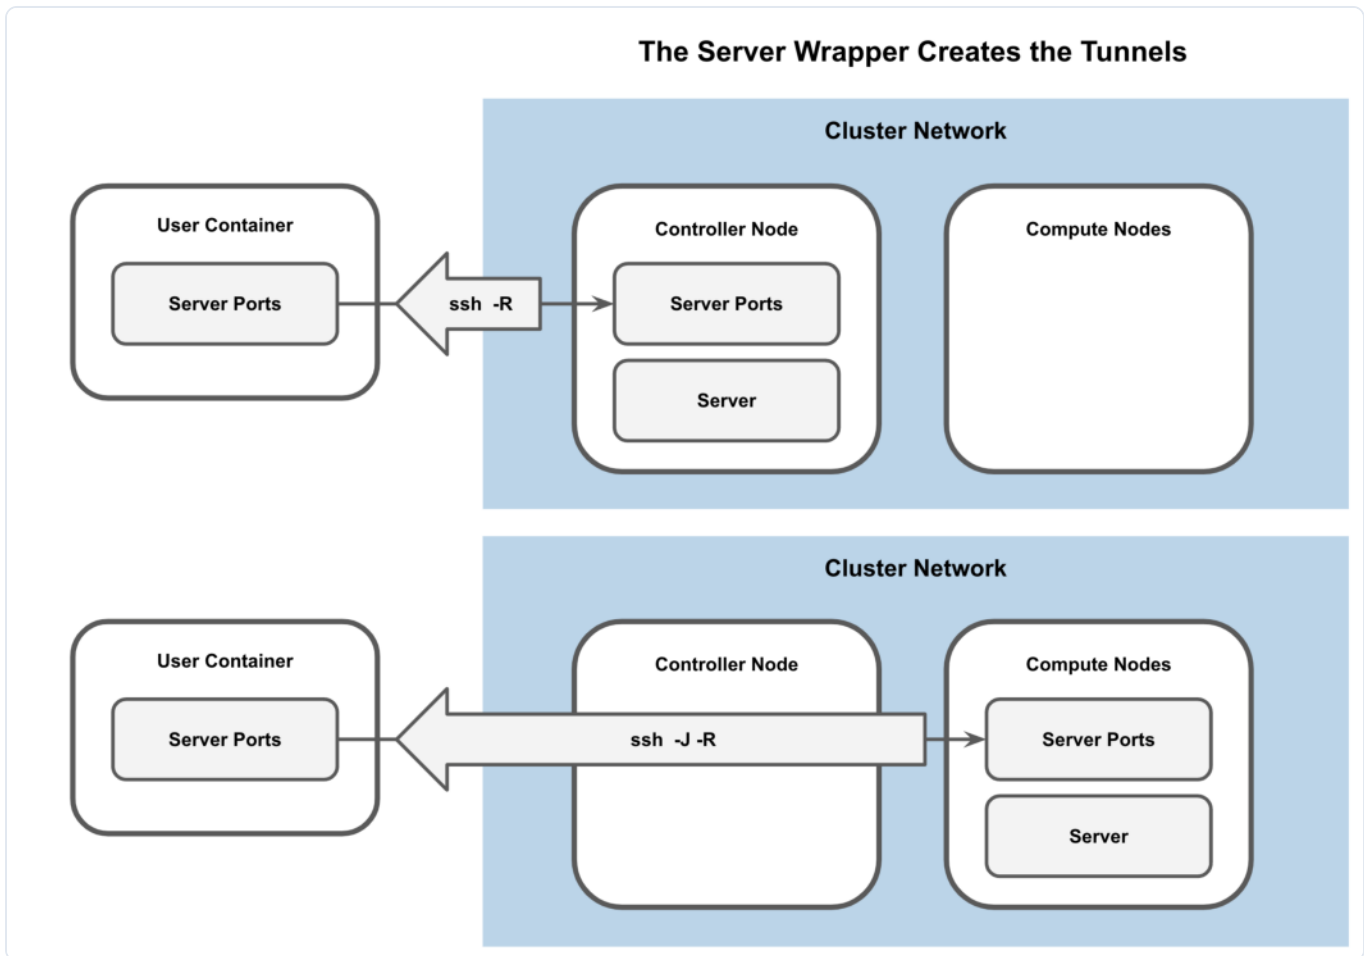 The Server Wrapper Creates the Tunnels
Cluster Network
User Container
Controller Node
Compute Nodes
Server Ports
ssh -R
Server Ports
Server
Cluster Network
User Container
Controller Node
Compute Nodes
Server Ports
ssh -J -R
Server Ports
Server